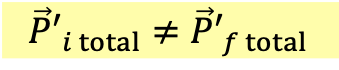 P⃗′ᵢ total ≠ P⃗′f total